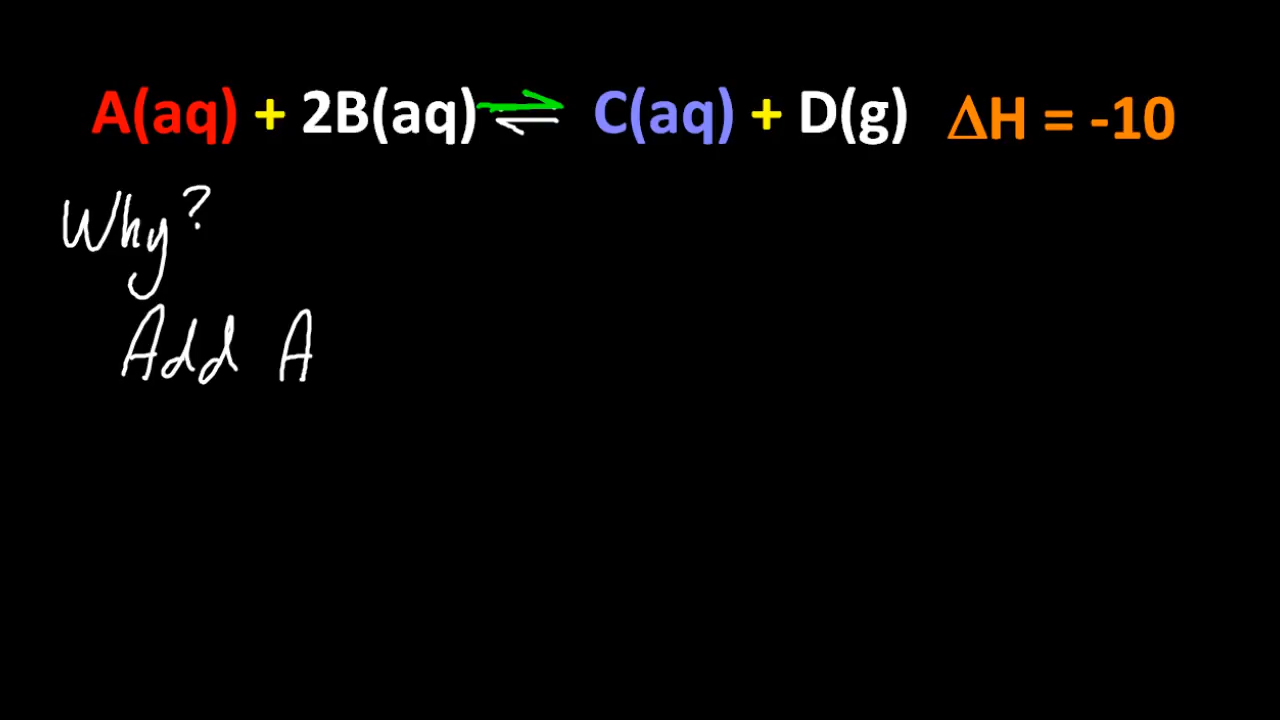 A(aq) + 2B(aq) ⇌ C(aq) + D(g) ΔH = -10
Why?
Add A